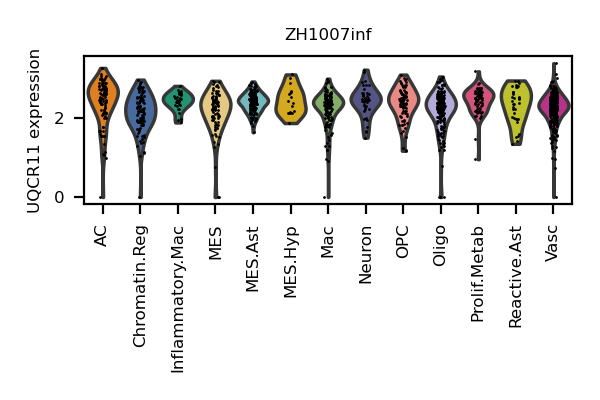 ZH1007inf
UQCR11 expression
2
0
AC
Chromatin.Reg
Inflammatory.Mac
MES
MES.Ast
MES.Hyp
Mac
Neuron
OPC
Oligo
Prolif.Metab
Reactive.Ast
Vasc